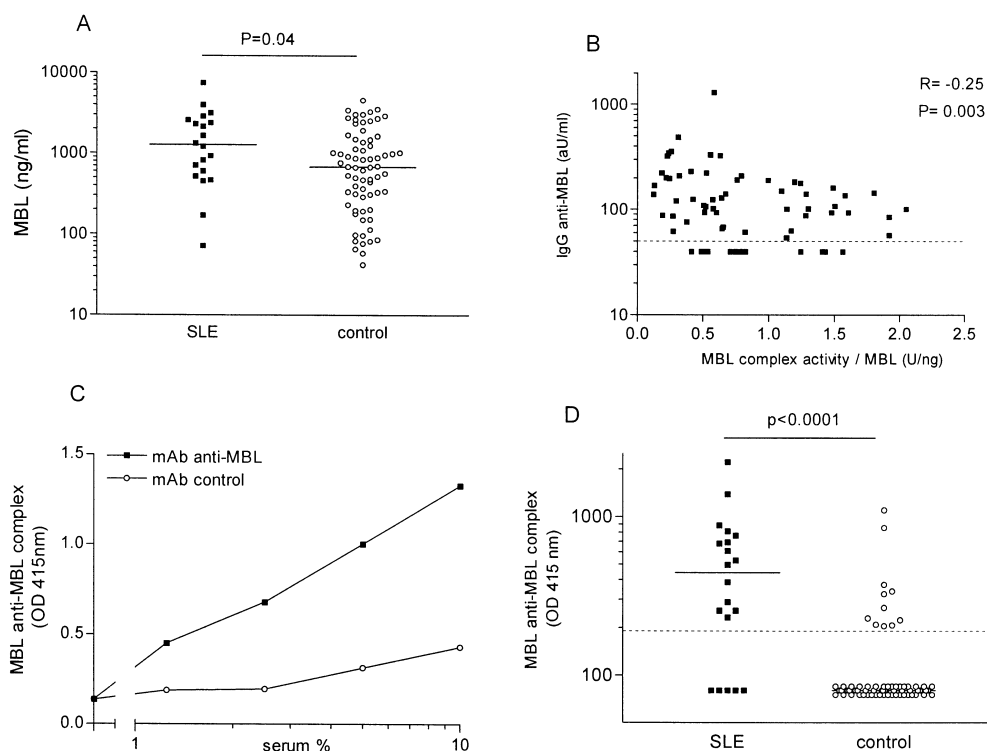 A
P=0.04
10000
1000
100
10
MBL (ng/ml)
SLE
control
B
R= -0.25
P= 0.003
1000
100
10
IgG anti-MBL (aU/ml)
0.0
0.5
1.0
1.5
2.0
2.5
MBL complex activity / MBL (U/ng)
C
mAb anti-MBL
mAb control
1.5
1.0
0.5
0.0
MBL anti-MBL complex
(OD 415nm)
1
10
serum %
D
p<0.0001
1000
100
MBL anti-MBL complex
(OD 415 nm)
SLE
control